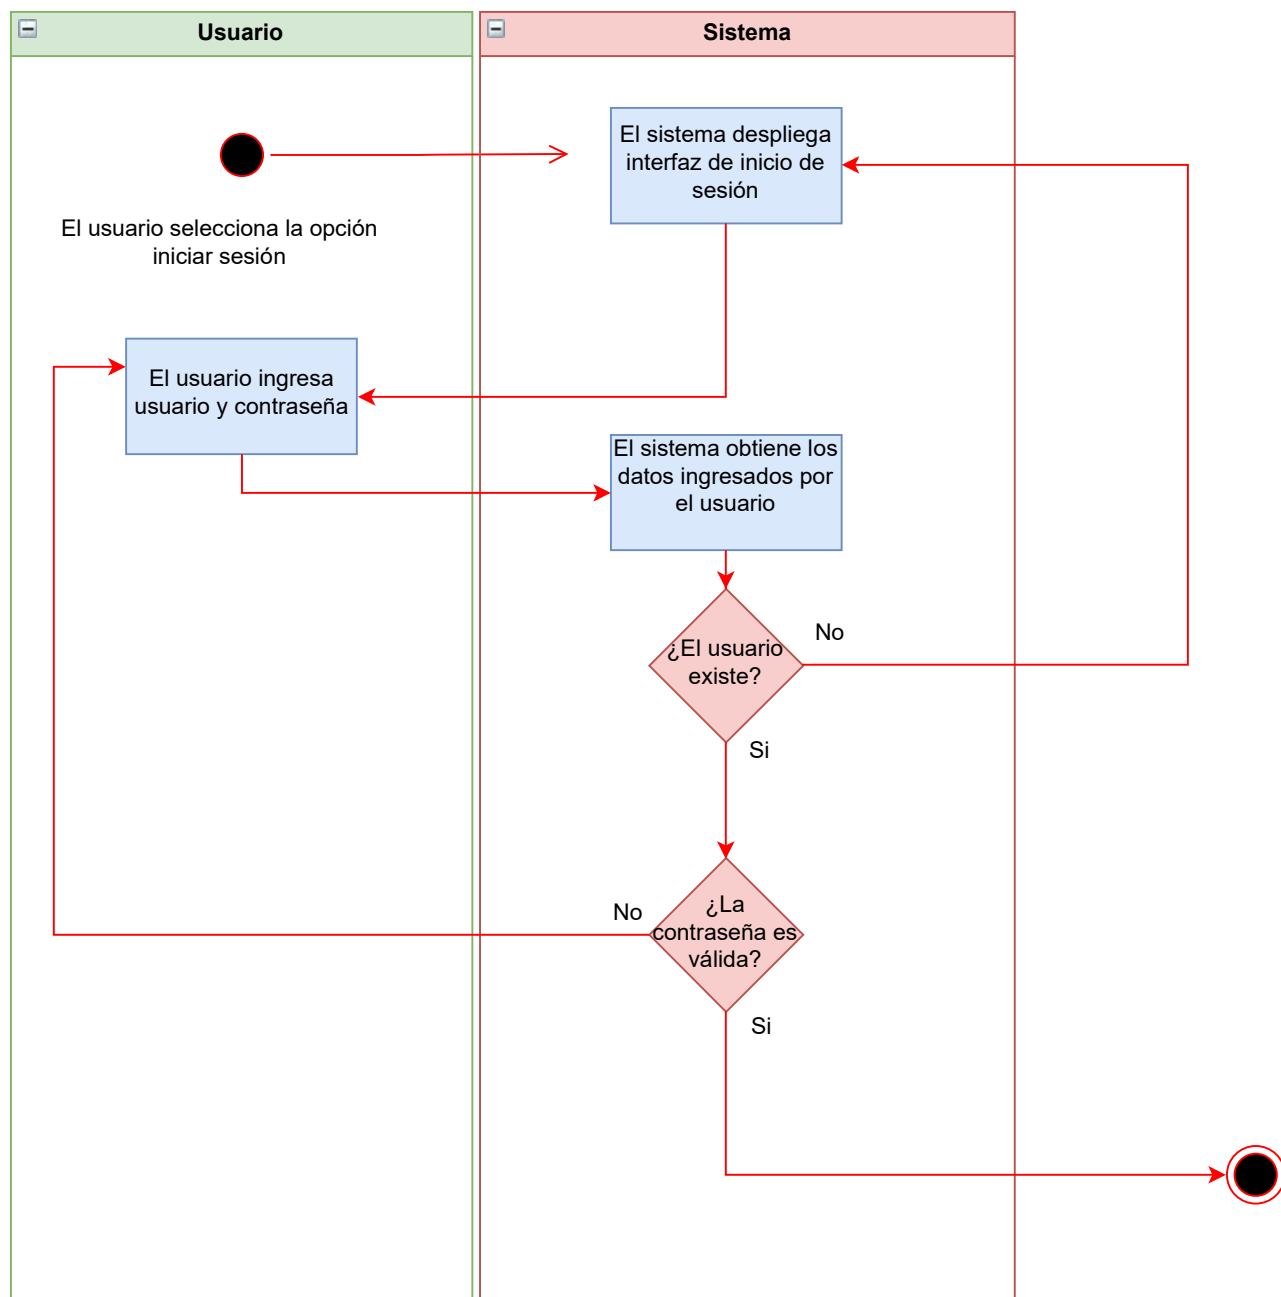 Usuario
Sistema
El sistema despliega
interfaz de inicio de
sesión
El usuario selecciona la opción
iniciar sesión
El usuario ingresa
usuario y contraseña
El sistema obtiene los
datos ingresados por
el usuario
¿El usuario
existe?
No
Si
¿La
contraseña es
válida?
No
Si